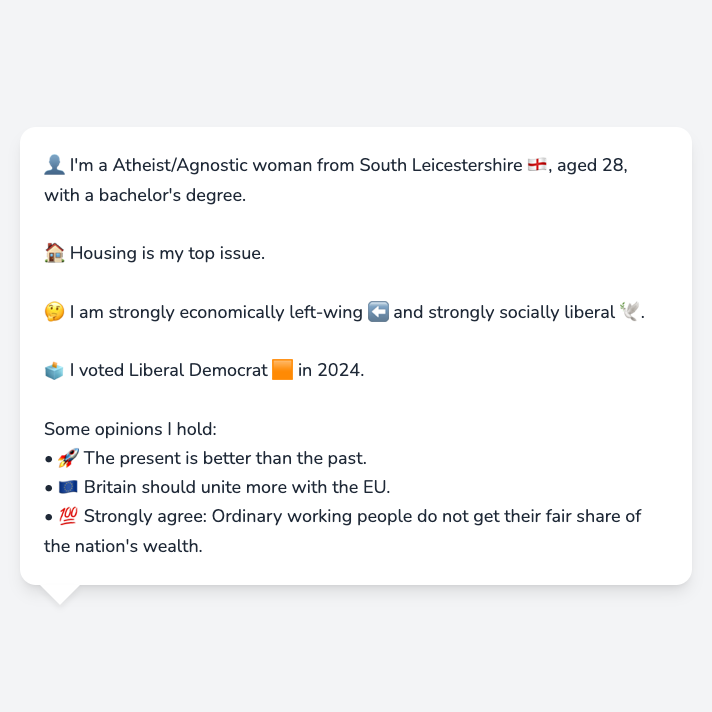 👤 I'm a Atheist/Agnostic woman from South Leicestershire 🏴󠁧󠁢󠁥󠁮󠁧󠁿, aged 28,
with a bachelor's degree.
🏠 Housing is my top issue.
🤔 I am strongly economically left-wing ⬅️ and strongly socially liberal 🕊️.
🗳️ I voted Liberal Democrat 🟧 in 2024.
Some opinions I hold:
• 🚀 The present is better than the past.
• 🇪🇺 Britain should unite more with the EU.
• 💯 Strongly agree: Ordinary working people do not get their fair share of
the nation's wealth.